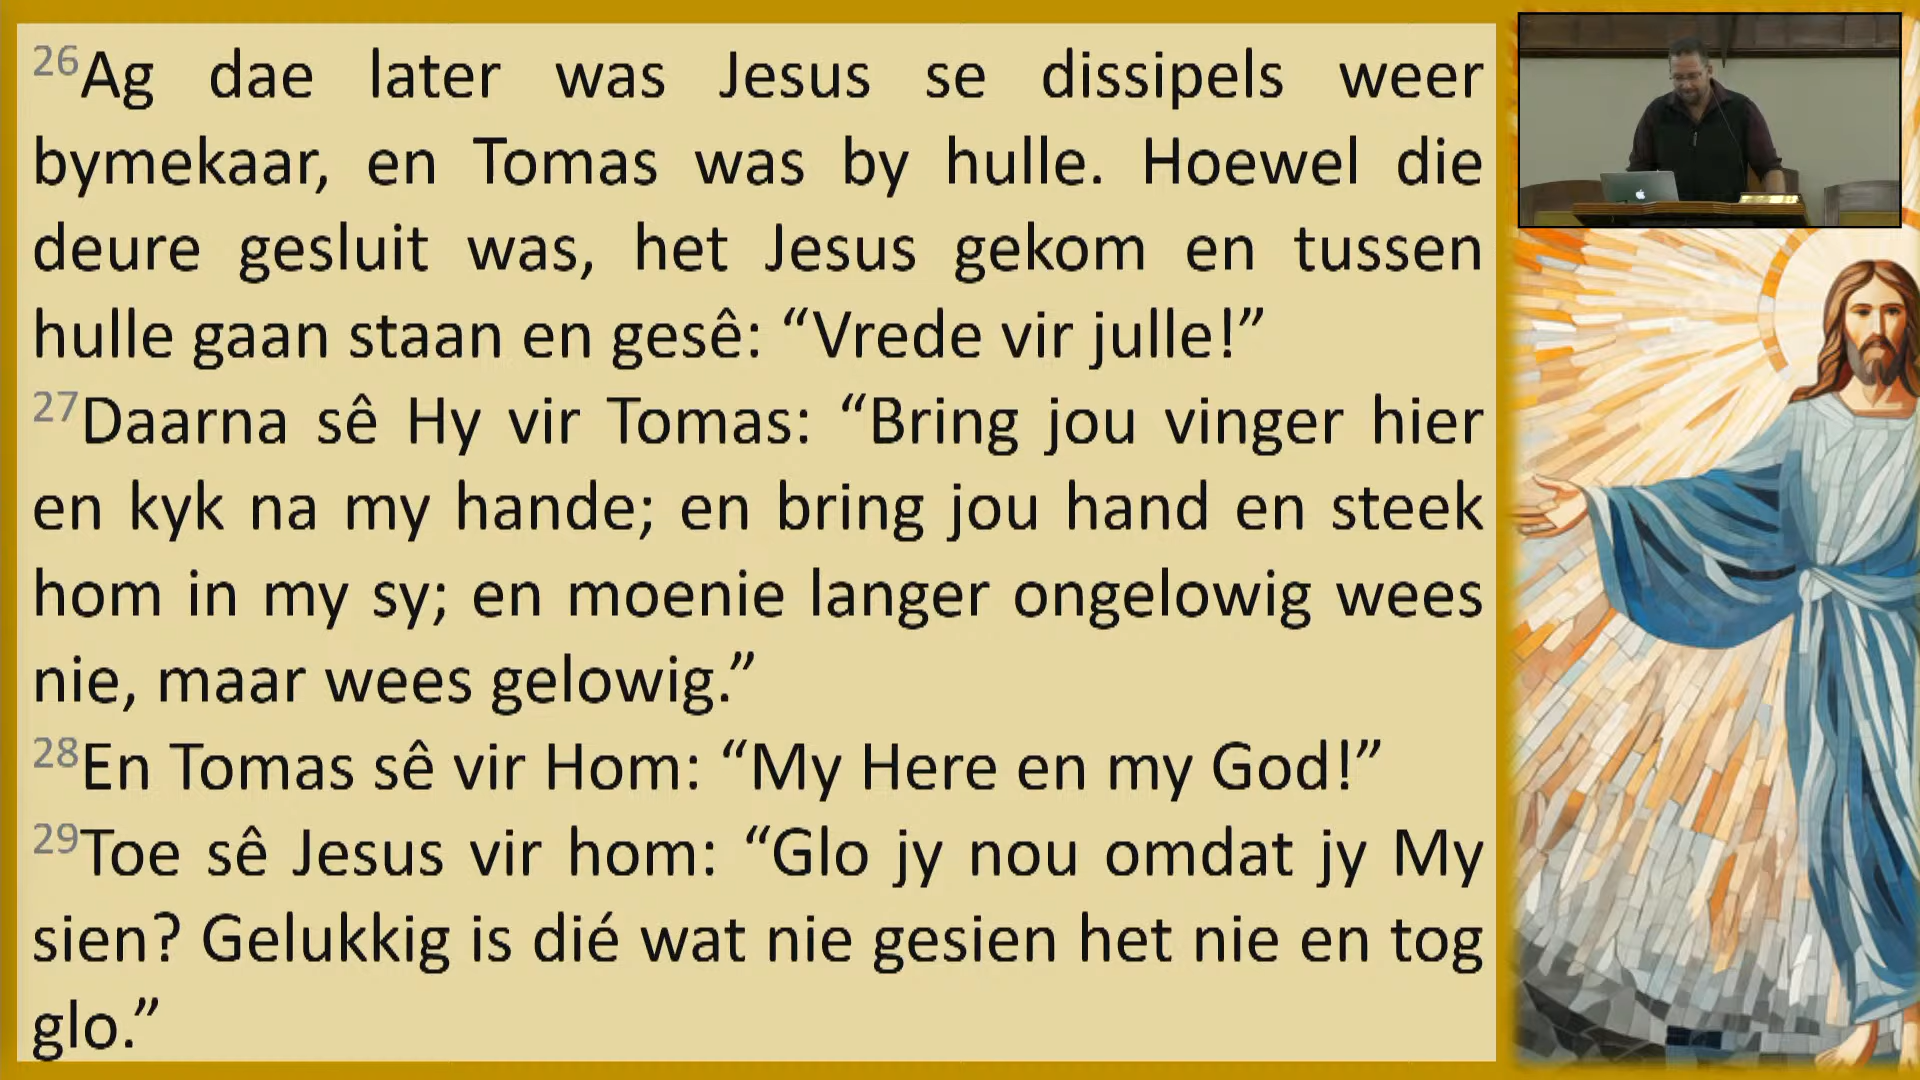 26Ag dae later was Jesus se dissipels weer
bymekaar, en Tomas was by hulle. Hoewel die
deure gesluit was, het Jesus gekom en tussen
hulle gaan staan en gesê: “Vrede vir julle!”
27Daarna sê Hy vir Tomas: “Bring jou vinger hier
en kyk na my hande; en bring jou hand en steek
hom in my sy; en moenie langer ongelowig wees
nie, maar wees gelowig.”
28En Tomas sê vir Hom: “My Here en my God!”
29Toe sê Jesus vir hom: “Glo jy nou omdat jy My
sien? Gelukkig is dié wat nie gesien het nie en tog
glo.”